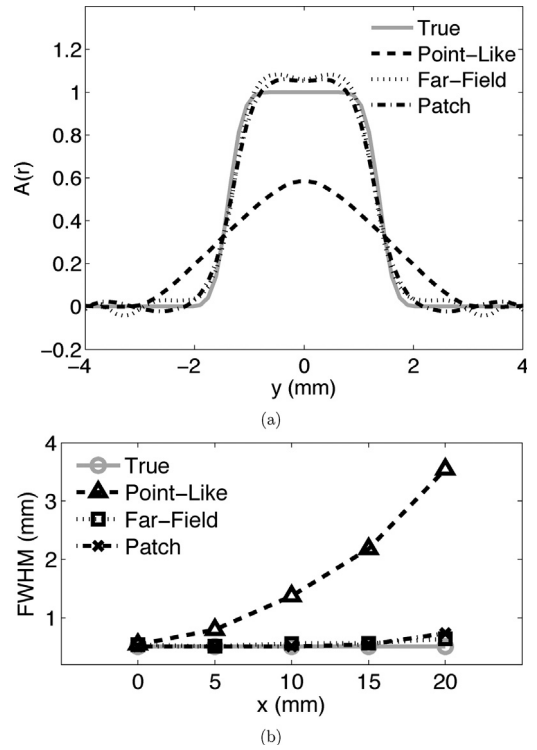 1.2
1
0.8
0.6
0.4
0.2
0
−0.2
A(r)
True
Point−Like
Far−Field
Patch
−4
−2
0
2
4
y (mm)
(a)
4
3
2
1
FWHM (mm)
True
Point−Like
Far−Field
Patch
0
5
10
15
20
x (mm)
(b)